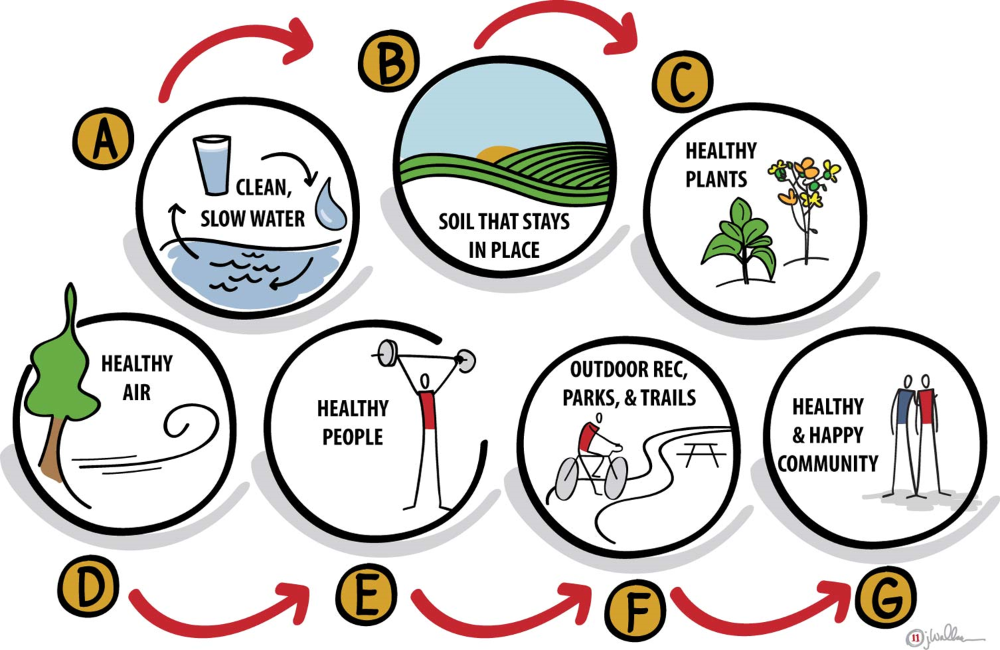 A
CLEAN,
SLOW WATER
B
SOIL THAT STAYS
IN PLACE
C
HEALTHY
PLANTS
HEALTHY
AIR
D
HEALTHY
PEOPLE
E
OUTDOOR REC,
PARKS, & TRAILS
F
HEALTHY
& HAPPY
COMMUNITY
G
11